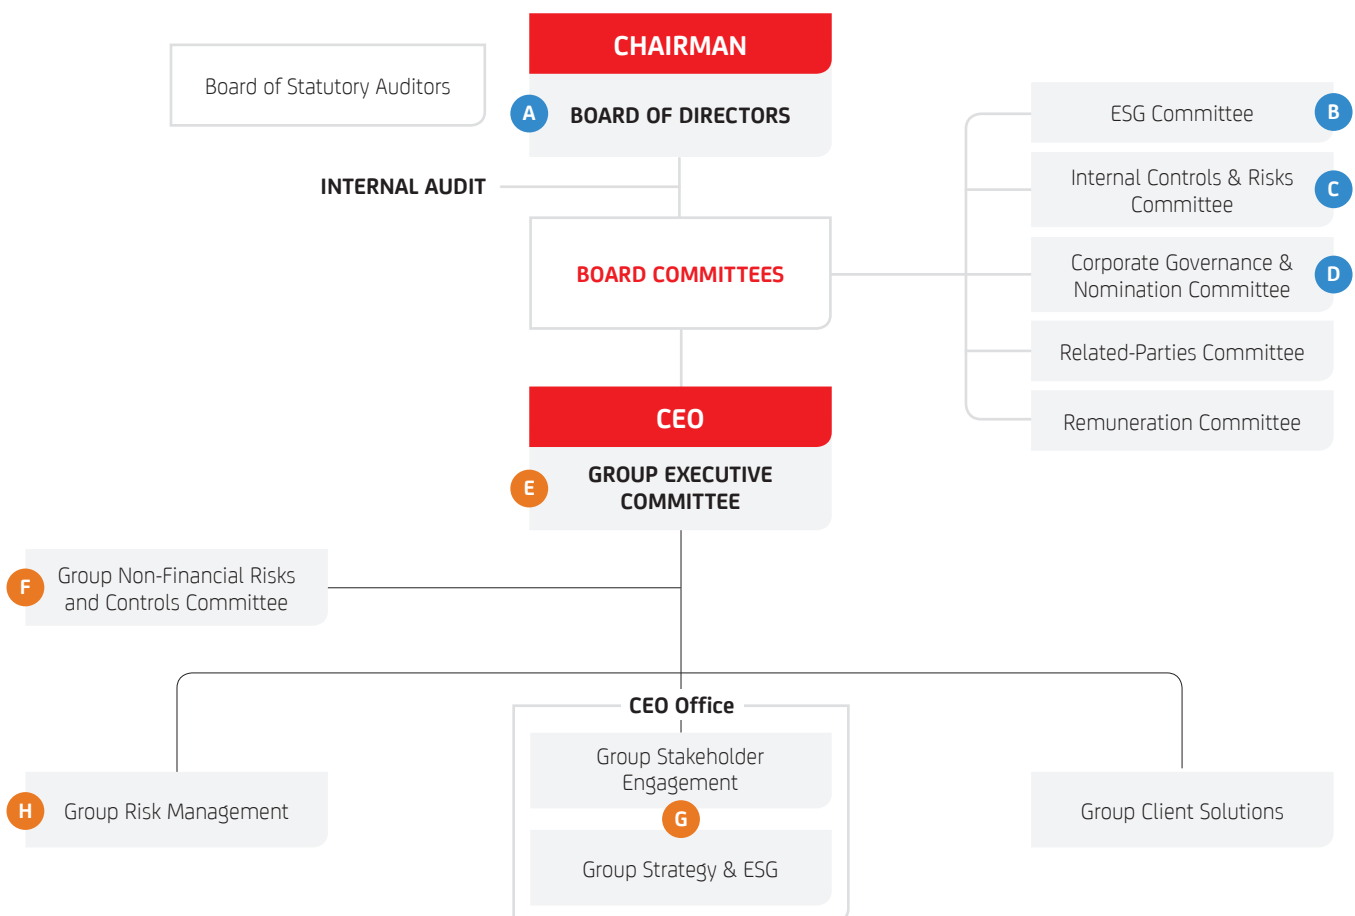 CHAIRMAN
Board of Statutory Auditors
A
BOARD OF DIRECTORS
ESG Committee
B
INTERNAL AUDIT
Internal Controls & Risks
Committee
C
BOARD COMMITTEES
Corporate Governance &
Nomination Committee
D
Related-Parties Committee
Remuneration Committee
CEO
E
GROUP EXECUTIVE
COMMITTEE
F
Group Non-Financial Risks
and Controls Committee
CEO Office
Group Stakeholder
Engagement
G
Group Strategy & ESG
H
Group Risk Management
Group Client Solutions